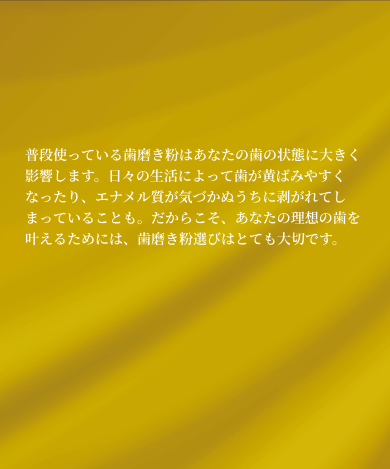 普段使っている歯磨き粉はあなたの歯の状態に大きく
影響します。日々の生活によって歯が黄ばみやすく
なったり、エナメル質が気づかぬうちに剥がれてし
まっていることも。だからこそ、あなたの理想の歯を
叶えるためには、歯磨き粉選びはとても大切です。